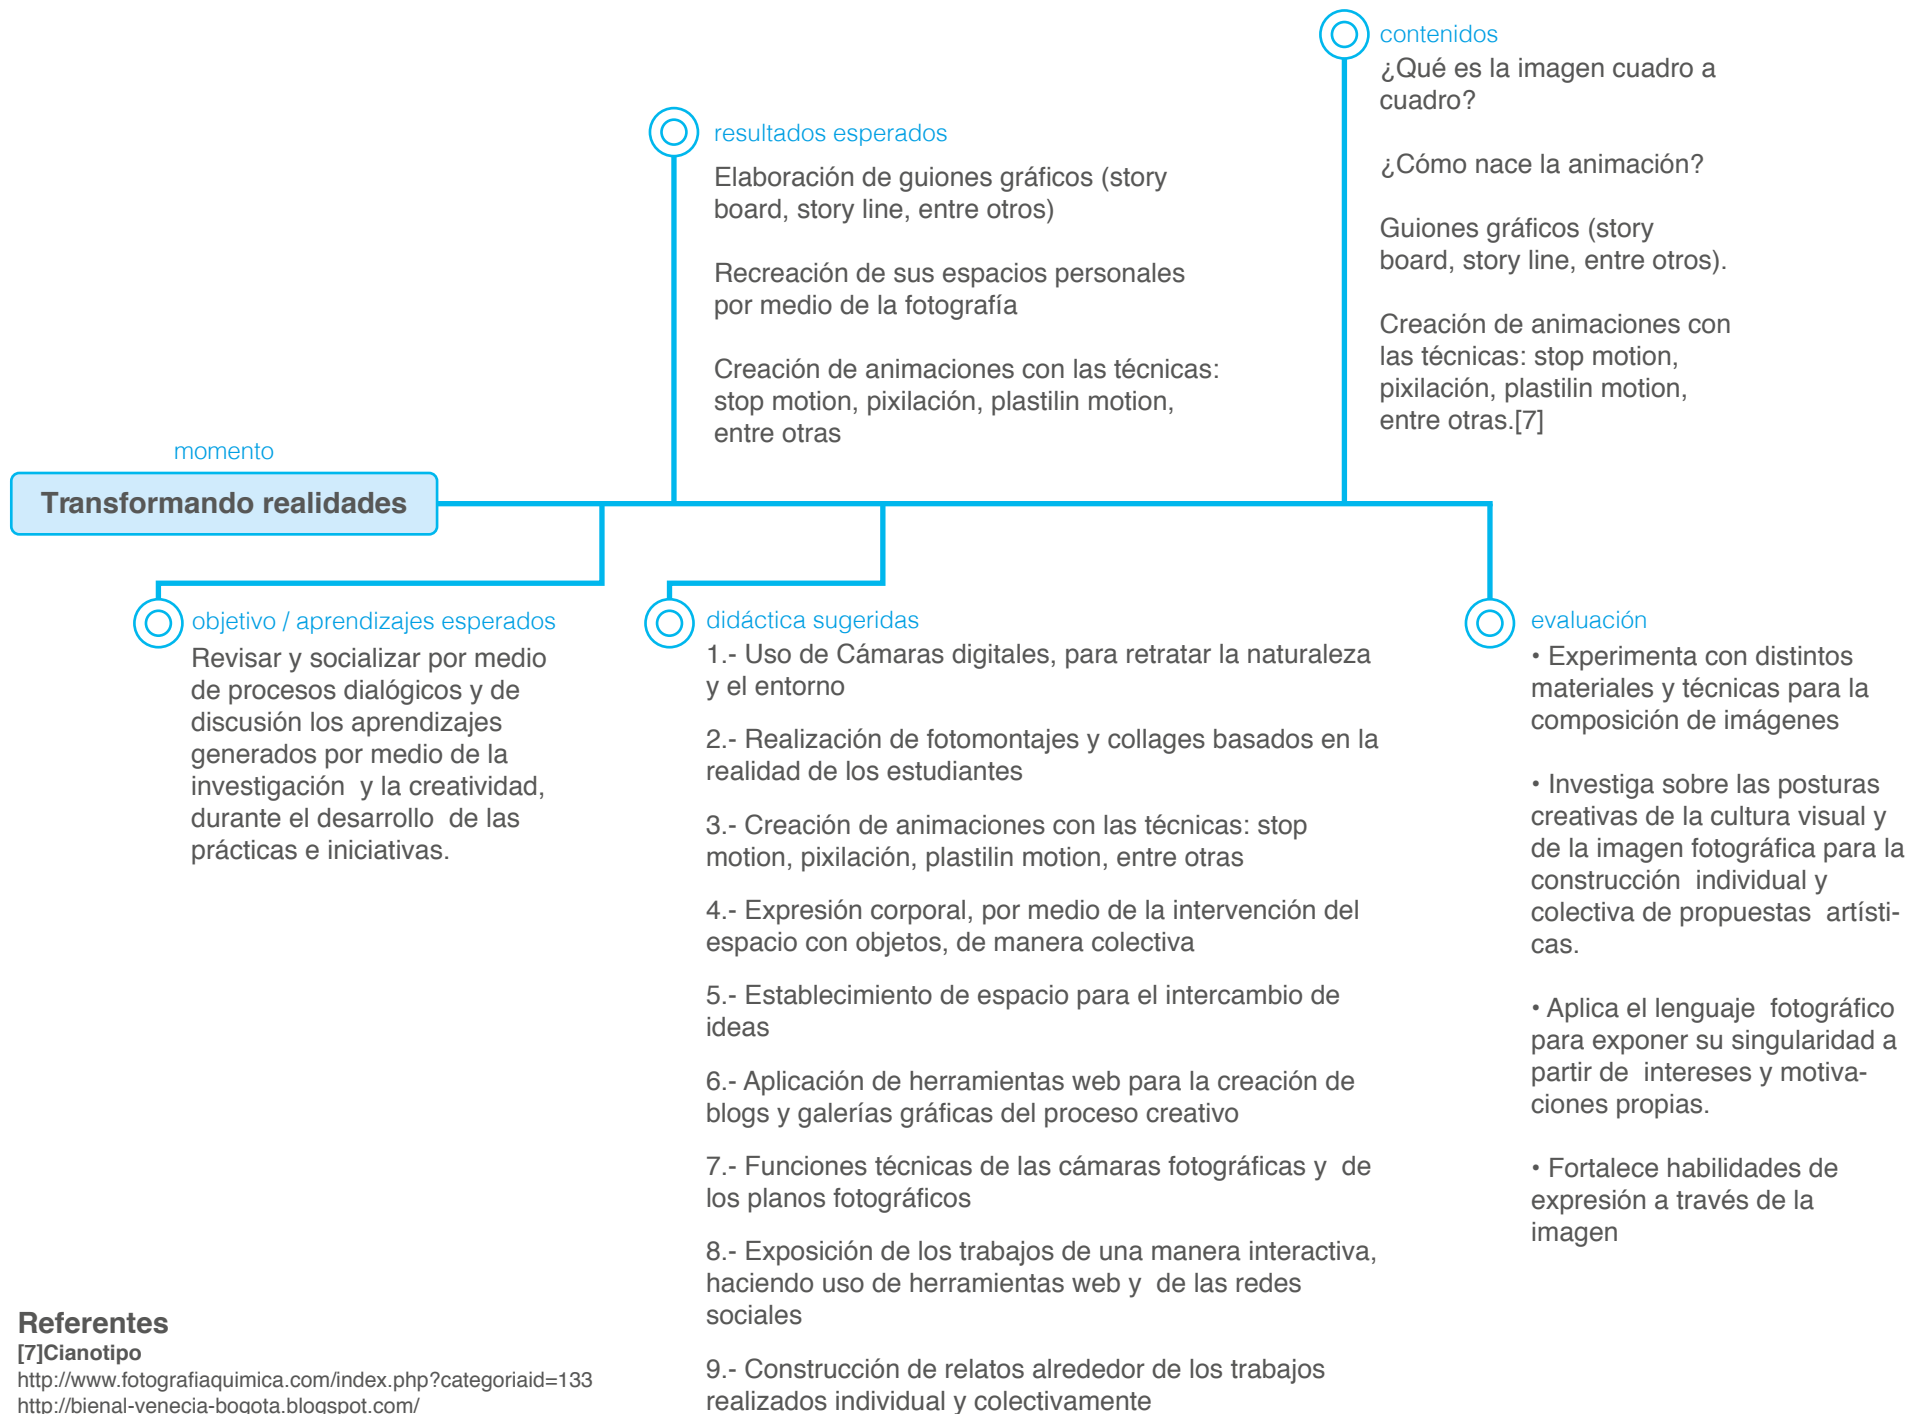 contenidos
¿Qué es la imagen cuadro a
cuadro?
¿Cómo nace la animación?
Guiones gráficos (story
board, story line, entre otros).
Creación de animaciones con
las técnicas: stop motion,
pixilación, plastilin motion,
entre otras.[7]
resultados esperados
Elaboración de guiones gráficos (story
board, story line, entre otros)
Recreación de sus espacios personales
por medio de la fotografía
Creación de animaciones con las técnicas:
stop motion, pixilación, plastilin motion,
entre otras
momento
Transformando realidades
objetivo / aprendizajes esperados
Revisar y socializar por medio
de procesos dialógicos y de
discusión los aprendizajes
generados por medio de la
investigación  y la creatividad,
durante el desarrollo  de las
prácticas e iniciativas.
didáctica sugeridas
1.- Uso de Cámaras digitales, para retratar la naturaleza
y el entorno
2.- Realización de fotomontajes y collages basados en la
realidad de los estudiantes
3.- Creación de animaciones con las técnicas: stop
motion, pixilación, plastilin motion, entre otras
4.- Expresión corporal, por medio de la intervención del
espacio con objetos, de manera colectiva
5.- Establecimiento de espacio para el intercambio de
ideas
6.- Aplicación de herramientas web para la creación de
blogs y galerías gráficas del proceso creativo
7.- Funciones técnicas de las cámaras fotográficas y  de
los planos fotográficos
8.- Exposición de los trabajos de una manera interactiva,
haciendo uso de herramientas web y  de las redes
sociales
9.- Construcción de relatos alrededor de los trabajos
realizados individual y colectivamente
evaluación
• Experimenta con distintos
materiales y técnicas para la
composición de imágenes
• Investiga sobre las posturas
creativas de la cultura visual y
de la imagen fotográfica para la
construcción  individual y
colectiva de propuestas  artísti-
cas.
• Aplica el lenguaje  fotográfico
para exponer su singularidad a
partir de  intereses y motiva-
ciones propias.
• Fortalece habilidades de
expresión a través de la
imagen
Referentes
[7]Cianotipo
http://www.fotografiaquimica.com/index.php?categoriaid=133
http://bienal-venecia-bogota.blogspot.com/